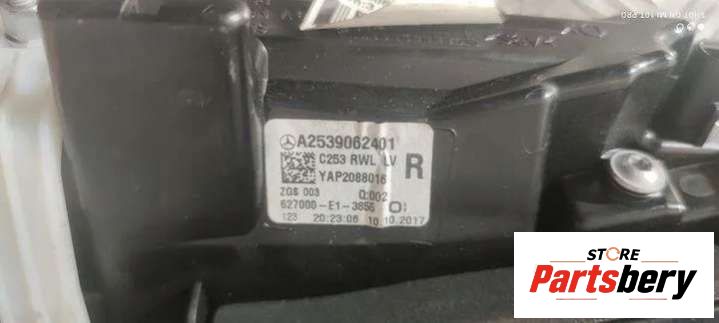 A2539062401
C253 RWL LV R
YAP2088016
ZGS 003 Q:002
627000-E1-3856
123 20:23:06 10.10.2017
STORE
Partsbery